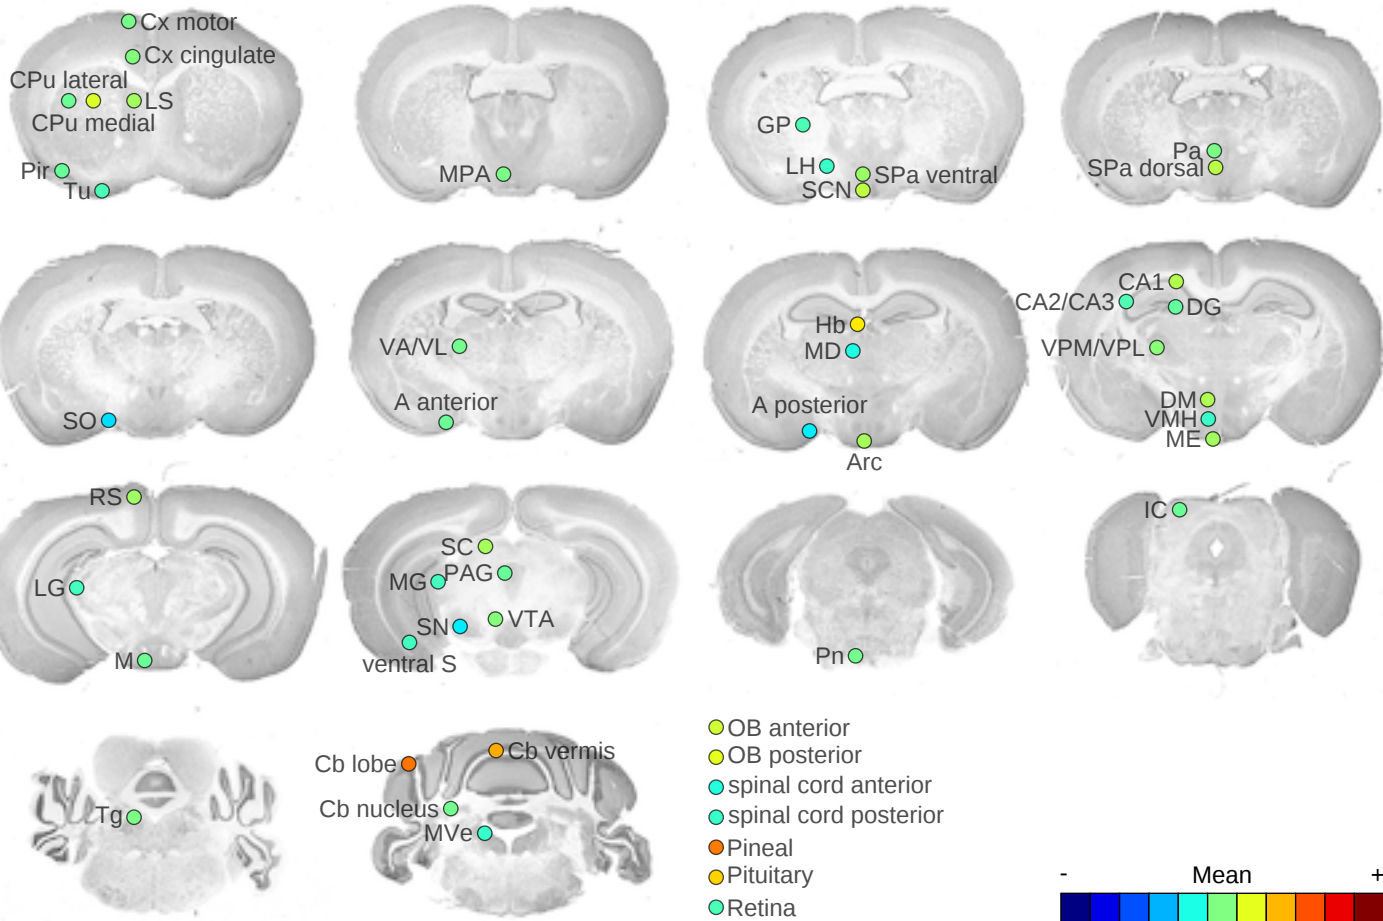 Cx motor
Cx cingulate
CPu lateral
LS
CPu medial
Pir
Tu
MPA
GP
LH
SPa ventral
SCN
Pa
SPa dorsal
SO
VA/VL
A anterior
Hb
MD
A posterior
Arc
CA1
CA2/CA3
DG
VPM/VPL
DM
VMH
ME
RS
LG
M
SC
MG
PAG
SN
VTA
ventral S
Pn
IC
Tg
Cb lobe
Cb vermis
Cb nucleus
MVe
OB anterior
OB posterior
spinal cord anterior
spinal cord posterior
Pineal
Pituitary
Retina
- Mean +